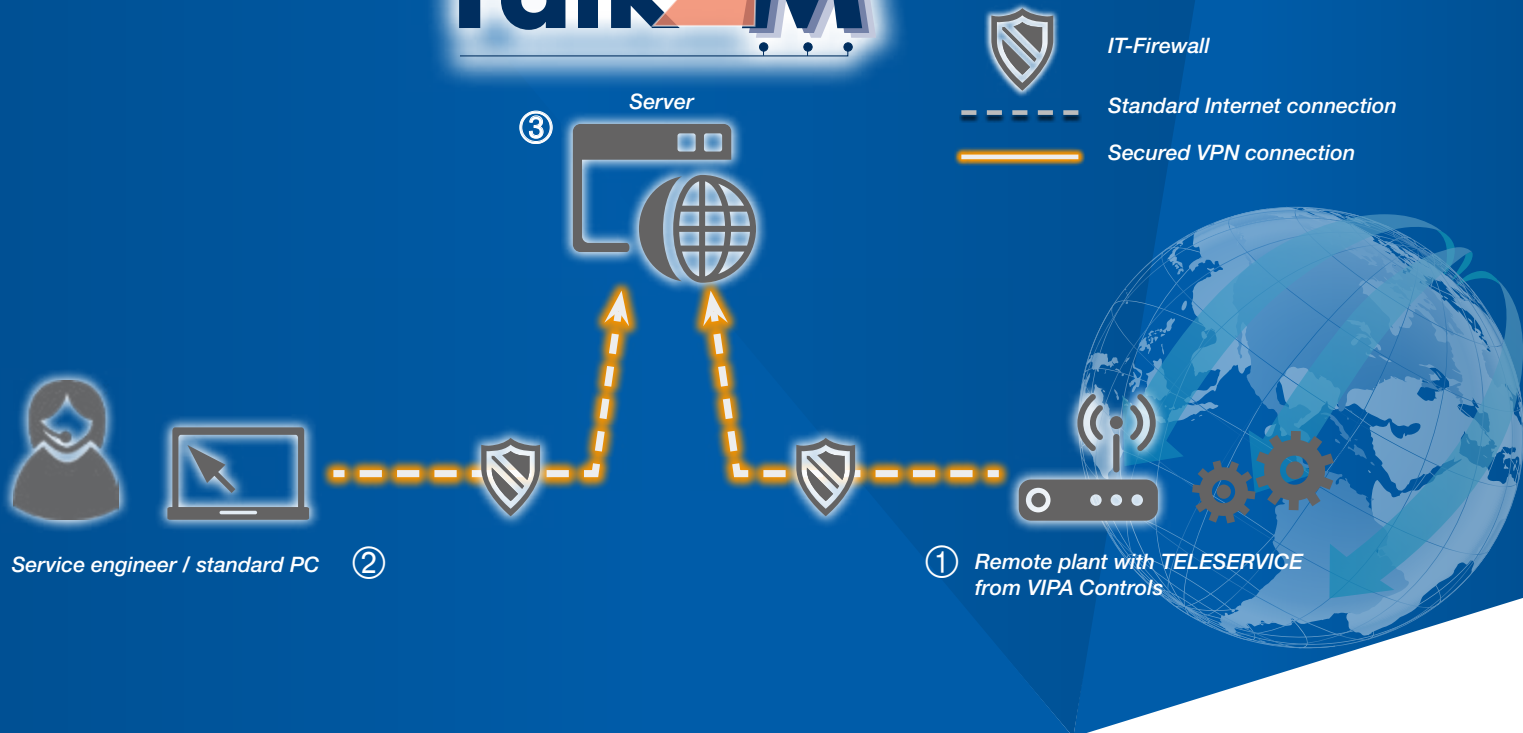 Talk2M
IT-Firewall
Standard Internet connection
Secured VPN connection
Server
③
Service engineer / standard PC ②
① Remote plant with TELESERVICE
from VIPA Controls